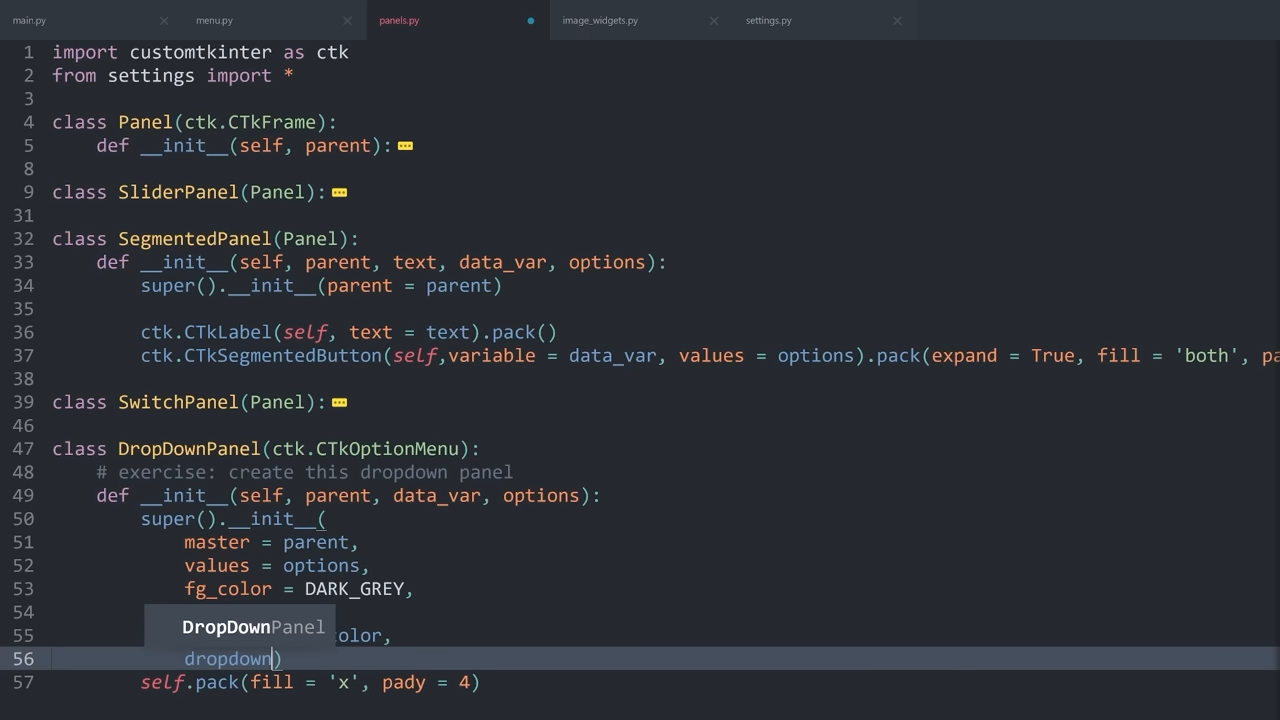 main.py
menu.py
panels.py
image_widgets.py
settings.py
1 import customtkinter as ctk
2 from settings import *
3
4 class Panel(ctk.CTkFrame):
5 def __init__(self, parent):
8
9 class SliderPanel(Panel):
31
32 class SegmentedPanel(Panel):
33 def __init__(self, parent, text, data_var, options):
34 super().__init__(parent = parent)
35
36 ctk.CTkLabel(self, text = text).pack()
37 ctk.CTkSegmentedButton(self,variable = data_var, values = options).pack(expand = True, fill = 'both', pa
38
39 class SwitchPanel(Panel):
46
47 class DropDownPanel(ctk.CTkOptionMenu):
48 # exercise: create this dropdown panel
49 def __init__(self, parent, data_var, options):
50 super().__init__(
51 master = parent,
52 values = options,
53 fg_color = DARK_GREY,
54
DropDownPanel
55 color,
56 dropdown)
57 self.pack(fill = 'x', pady = 4)